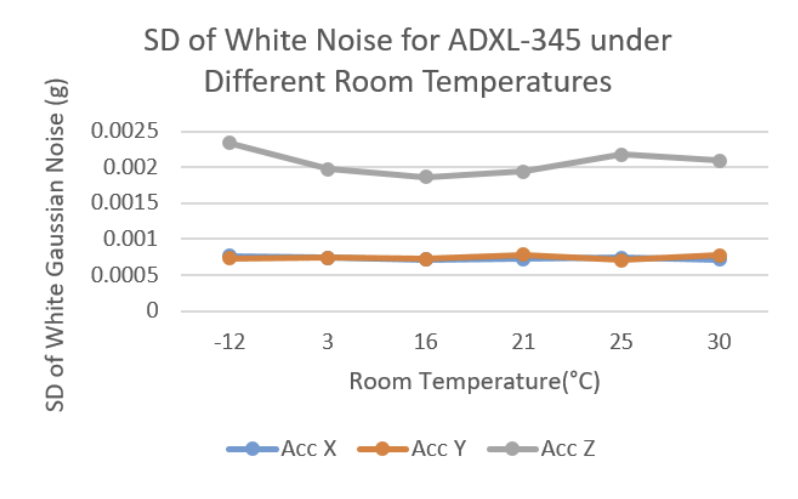 SD of White Noise for ADXL-345 under
Different Room Temperatures
SD of White Gaussian Noise (g)
0.0025
0.002
0.0015
0.001
0.0005
0
-12 3 16 21 25 30
Room Temperature(°C)
Acc X Acc Y Acc Z